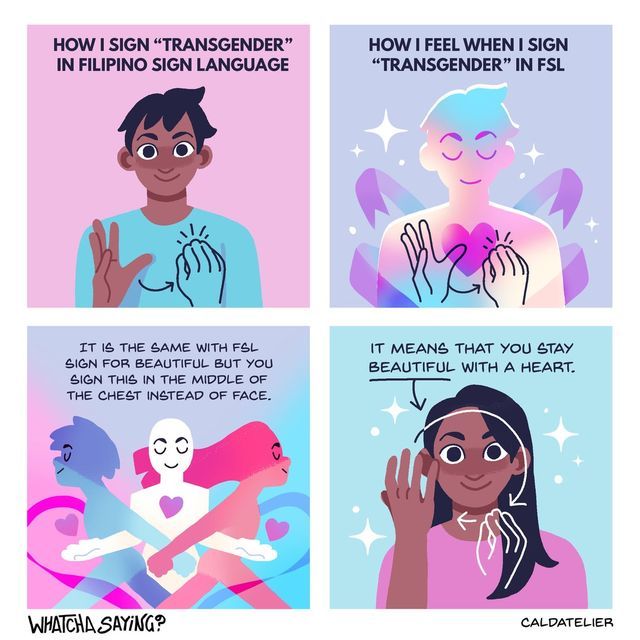 HOW I SIGN “TRANSGENDER”
IN FILIPINO SIGN LANGUAGE
HOW I FEEL WHEN I SIGN
“TRANSGENDER” IN FSL
IT IS THE SAME WITH FSL
SIGN FOR BEAUTIFUL BUT YOU
SIGN THIS IN THE MIDDLE OF
THE CHEST INSTEAD OF FACE.
IT MEANS THAT YOU STAY
BEAUTIFUL WITH A HEART.
WHATCHA SAYING?
CALDATELIER